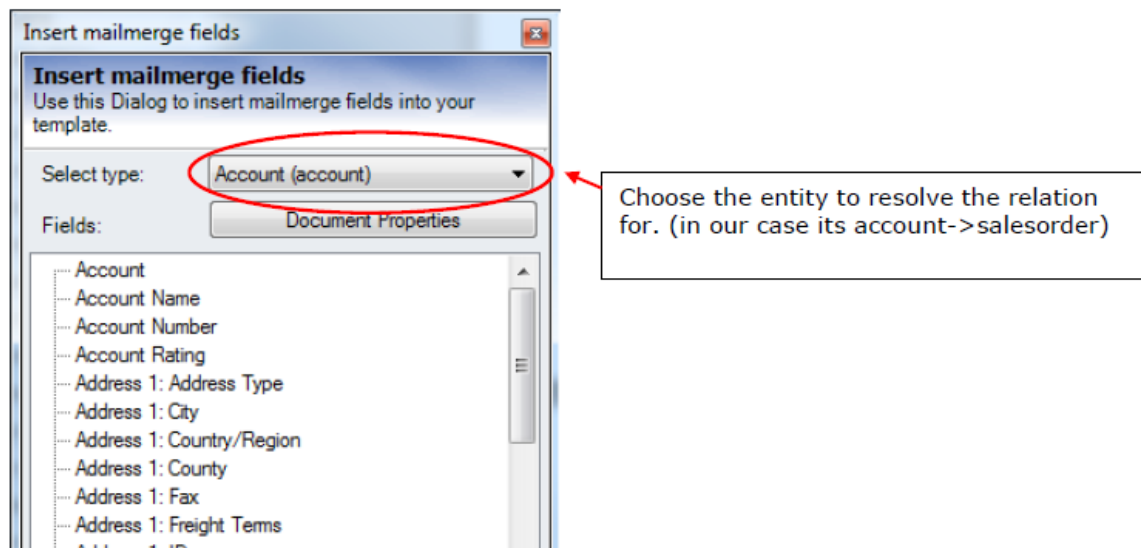 Insert mailmerge fields
Insert mailmerge fields
Use this Dialog to insert mailmerge fields into your
template.
Select type:
Account (account)
Fields:
Document Properties
Account
Account Name
Account Number
Account Rating
Address 1: Address Type
Address 1: City
Address 1: Country/Region
Address 1: County
Address 1: Fax
Address 1: Freight Terms
Choose the entity to resolve the relation
for. (in our case its account->salesorder)